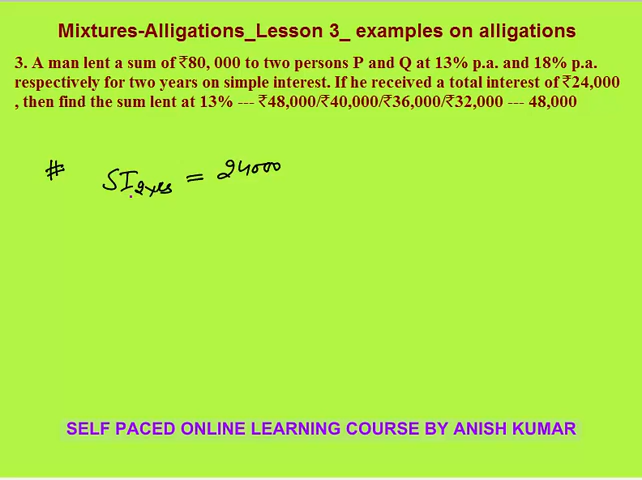 Mixtures-Alligations_Lesson 3_ examples on alligations
3. A man lent a sum of ₹80, 000 to two persons P and Q at 13% p.a. and 18% p.a.
respectively for two years on simple interest. If he received a total interest of ₹24,000
, then find the sum lent at 13% --- ₹48,000/₹40,000/₹36,000/₹32,000 --- 48,000
# SI2yrs = 24000
SELF PACED ONLINE LEARNING COURSE BY ANISH KUMAR